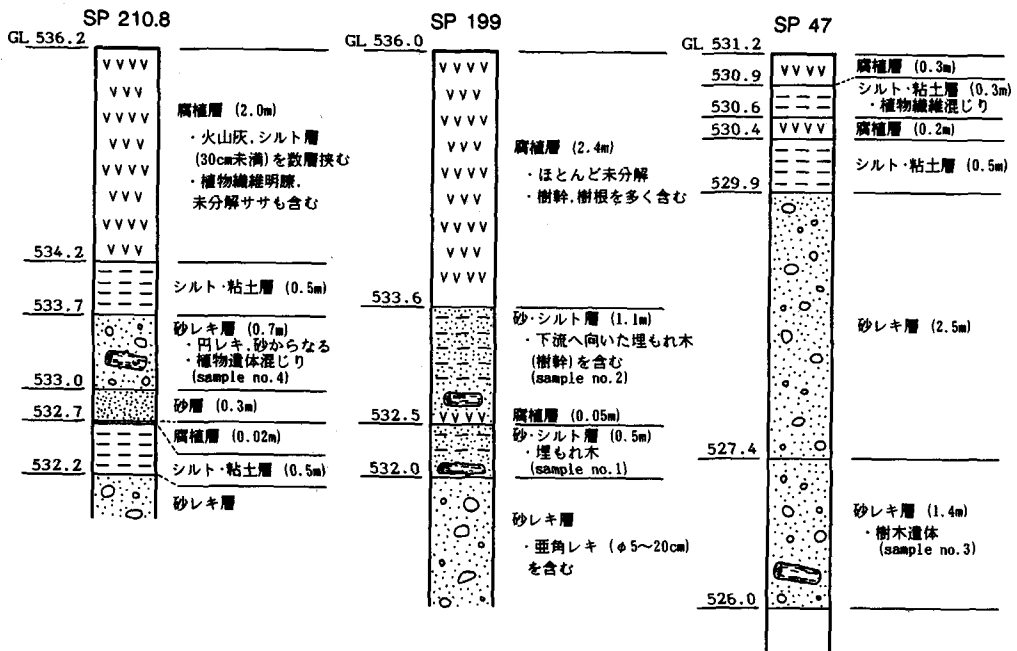 SP 210.8
GL 536.2
腐植層 (2.0m)
・火山灰,シルト層
(30cm未満)を数層挟む
・植物繊維明瞭,
未分解ササも含む
534.2
シルト・粘土層 (0.5m)
533.7
砂レキ層 (0.7m)
・円レキ,砂からなる
・植物遺体混じり
(sample no.4)
533.0
砂層 (0.3m)
532.7
腐植層 (0.02m)
シルト・粘土層 (0.5m)
532.2
砂レキ層
SP 199
GL 536.0
腐植層 (2.4m)
・ほとんど未分解
・樹幹,樹根を多く含む
533.6
砂・シルト層 (1.1m)
・下流へ向いた埋もれ木
(樹幹)を含む
(sample no.2)
532.5
腐植層 (0.05m)
砂・シルト層 (0.5m)
・埋もれ木
(sample no.1)
532.0
砂レキ層
・亜角レキ (φ5〜20cm)
を含む
SP 47
GL 531.2
腐植層 (0.3m)
530.9
シルト・粘土層 (0.3m)
・植物繊維混じり
530.6
腐植層 (0.2m)
530.4
シルト・粘土層 (0.5m)
529.9
砂レキ層 (2.5m)
527.4
砂レキ層 (1.4m)
・樹木遺体
(sample no.3)
526.0